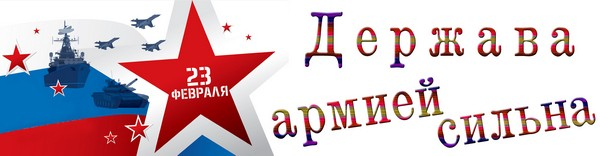 23
ФЕВРАЛЯ
Держава
армией
сильна